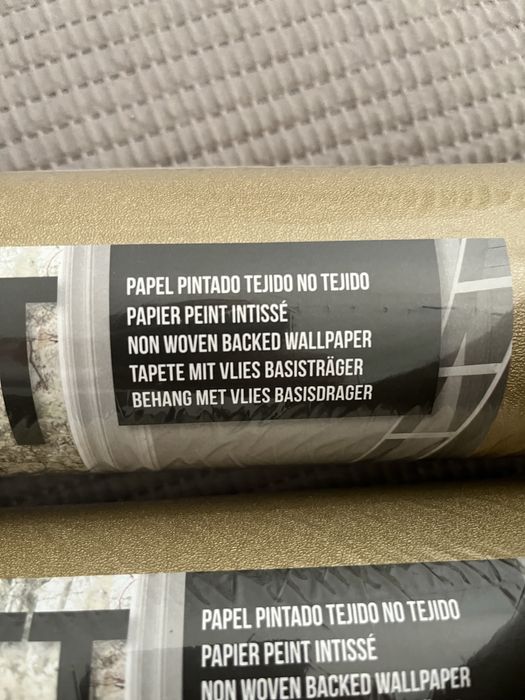 PAPEL PINTADO TEJIDO NO TEJIDO
PAPIER PEINT INTISSÉ
NON WOVEN BACKED WALLPAPER
TAPETE MIT VLIES BASISTRÄGER
BEHANG MET VLIES BASISDRAGER
T
PAPEL PINTADO TEJIDO NO TEJIDO
PAPIER PEINT INTISSÉ
NON WOVEN BACKED WALLPAPER